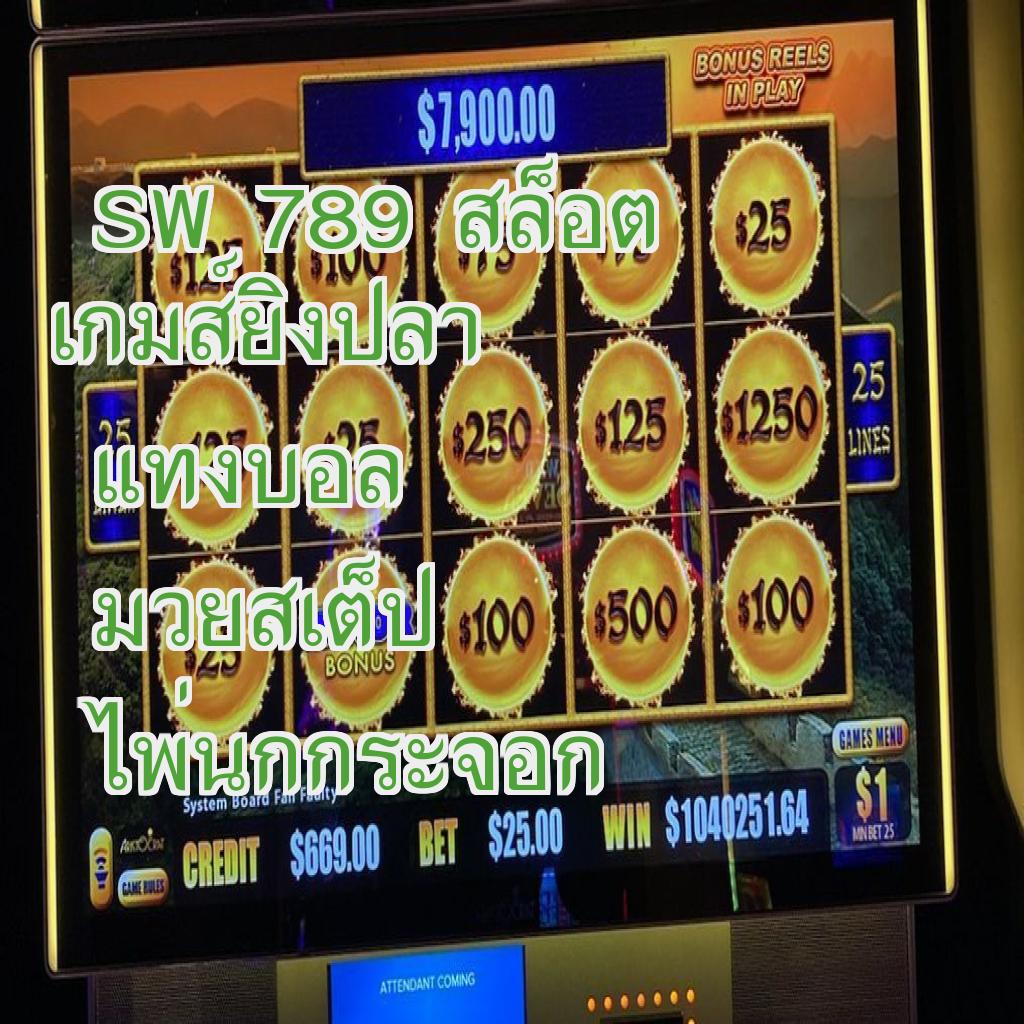 BONUS REELS
IN PLAY
$7,900.00
SW 789 สล็อต
$25
เกมส์ยิงปลา
25
LINES
$250
$125
$1250
แทงบอล
มวยสเต็ป
$100
$500
$100
BONUS
ไพ่นกกระจอก
GAMES MENU
System Board Fan Faulty
$1
MIN BET 25
ARISTOCRAT
GAME RULES
CREDIT $669.00 BET $25.00 WIN $1040251.64
ATTENDANT COMING